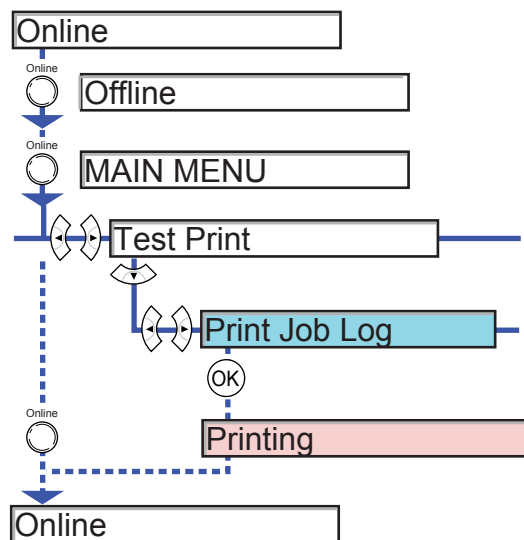 Online
Online
Offline
Online
MAIN MENU
Test Print
Print Job Log
OK
Online
Printing
Online